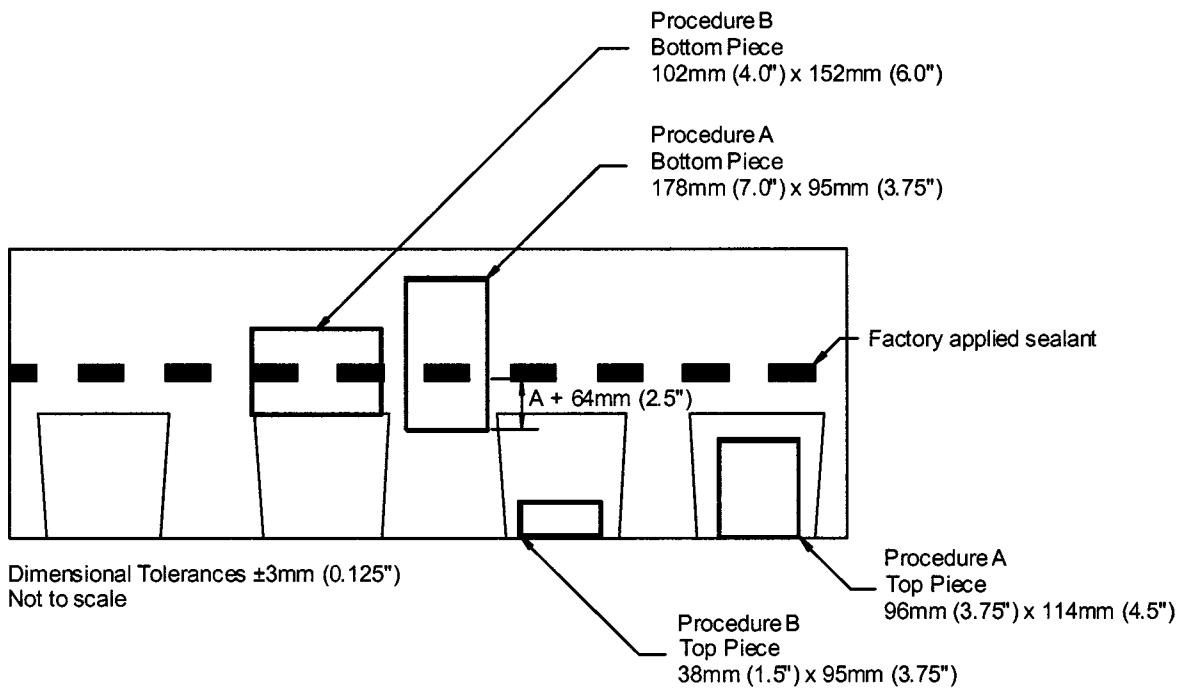 Procedure B
Bottom Piece
102mm (4.0") x 152mm (6.0")
Procedure A
Bottom Piece
178mm (7.0") x 95mm (3.75")
Factory applied sealant
A + 64mm (2.5")
Dimensional Tolerances ±3mm (0.125")
Not to scale
Procedure A
Top Piece
96mm (3.75") x 114mm (4.5")
Procedure B
Top Piece
38mm (1.5") x 95mm (3.75")